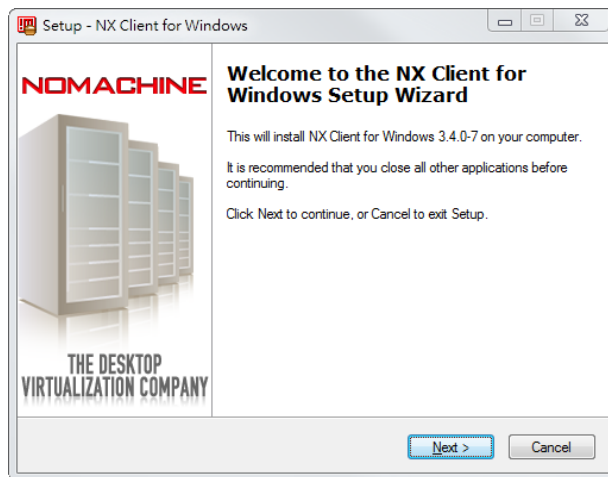 Setup - NX Client for Windows
NOMACHINE
THE DESKTOP
VIRTUALIZATION COMPANY
Welcome to the NX Client for
Windows Setup Wizard
This will install NX Client for Windows 3.4.0-7 on your computer.
It is recommended that you close all other applications before
continuing.
Click Next to continue, or Cancel to exit Setup.
Next >
Cancel